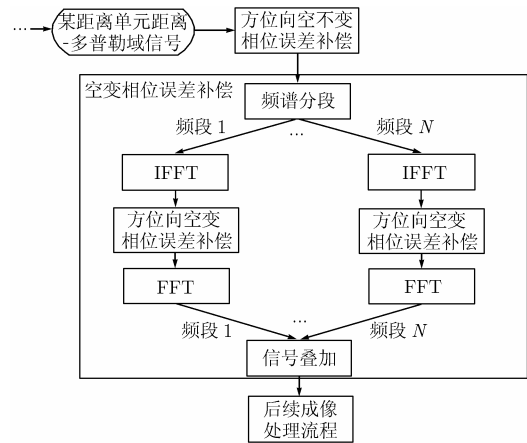 … 某距离单元距离
-多普勒域信号
方位向空不变
相位误差补偿
空变相位误差补偿
频谱分段
频段 1
…
频段 N
IFFT
IFFT
方位向空变
相位误差补偿
方位向空变
相位误差补偿
FFT
FFT
频段 1
…
频段 N
信号叠加
后续成像
处理流程